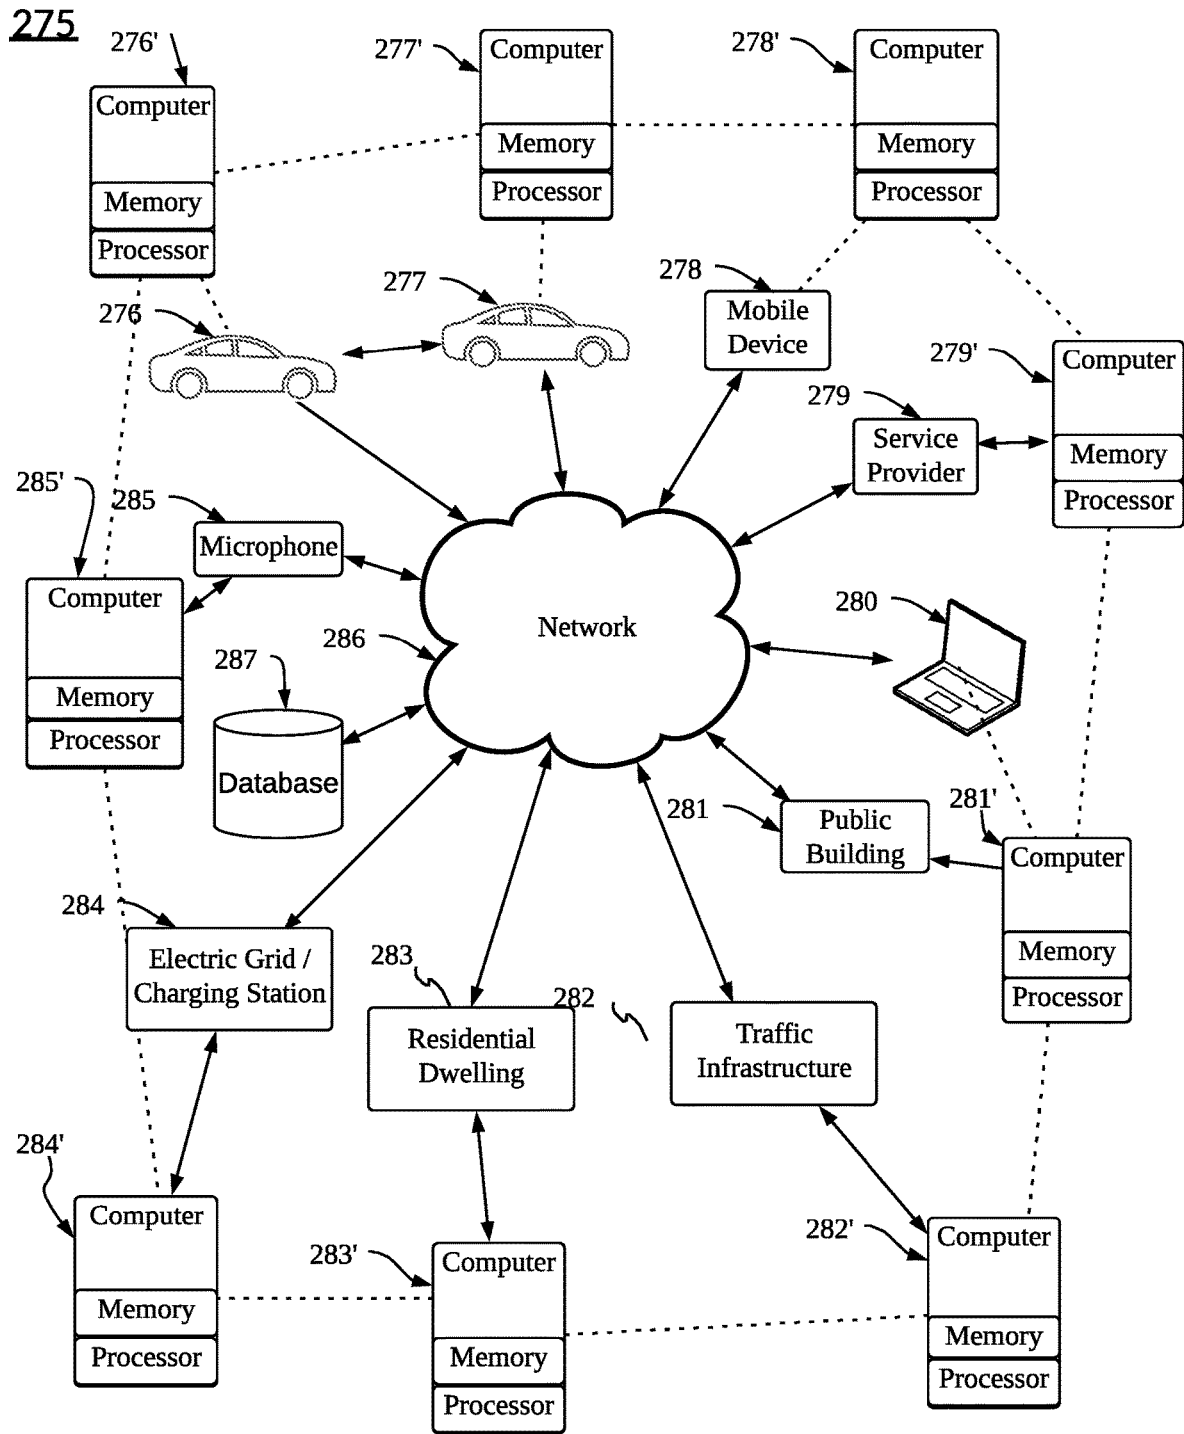 275
276'
277'
278'
Computer
Memory
Processor
Computer
Memory
Processor
Computer
Memory
Processor
276
277
278
Mobile
Device
279'
Computer
Memory
Processor
279
Service
Provider
285'
285
Microphone
Computer
Memory
Processor
286
Network
280
287
Database
281
Public
Building
281'
Computer
Memory
Processor
284
Electric Grid /
Charging Station
283
Residential
Dwelling
282
Traffic
Infrastructure
284'
Computer
Memory
Processor
283'
Computer
Memory
Processor
282'
Computer
Memory
Processor